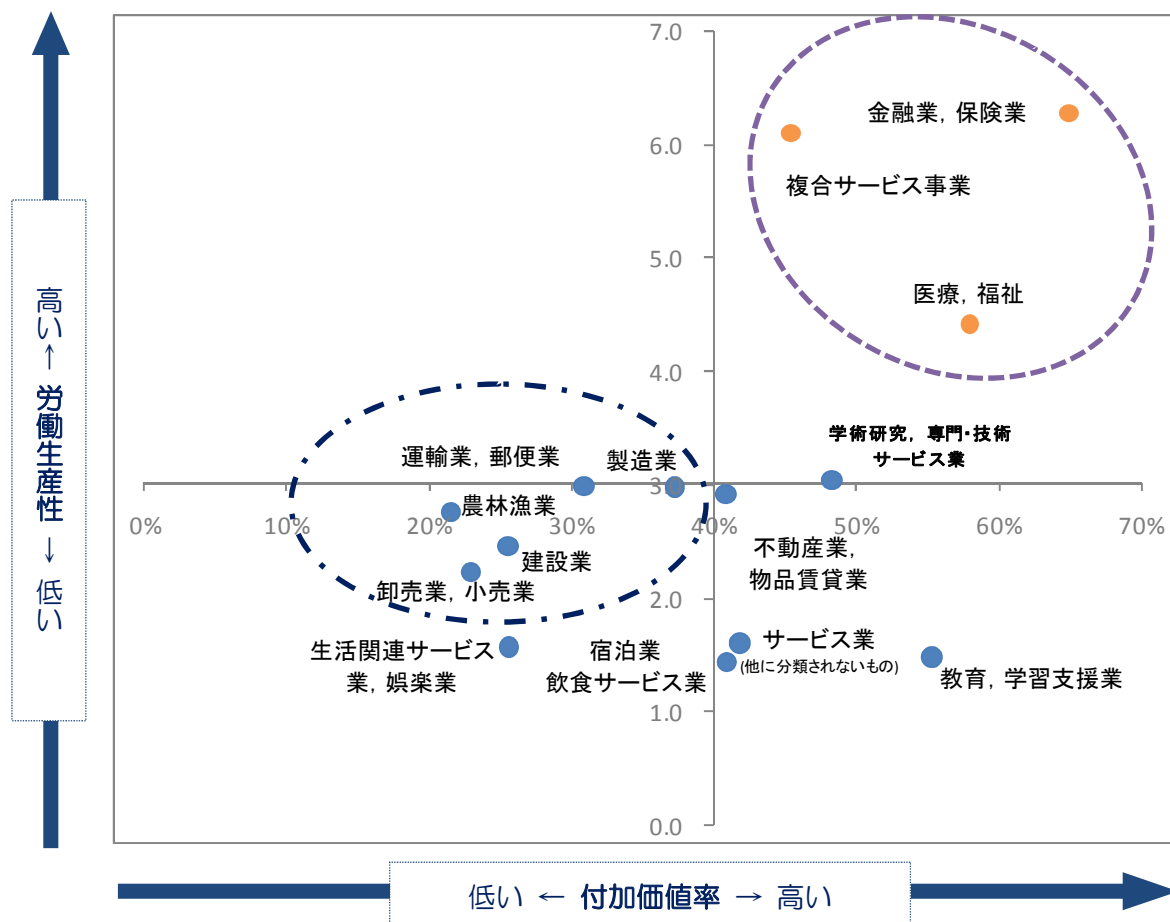 7.0
金融業, 保険業
6.0
複合サービス事業
5.0
医療, 福祉
4.0
学術研究, 専門・技術
サービス業
運輸業, 郵便業
製造業
3.0
農林漁業
0%
10%
20%
30%
40%
50%
60%
70%
建設業
不動産業,
物品賃貸業
卸売業, 小売業
2.0
生活関連サービス
業, 娯楽業
宿泊業
飲食サービス業
サービス業
(他に分類されないもの)
教育, 学習支援業
1.0
0.0
高い ← 労働生産性 → 低い
低い ← 付加価値率 → 高い